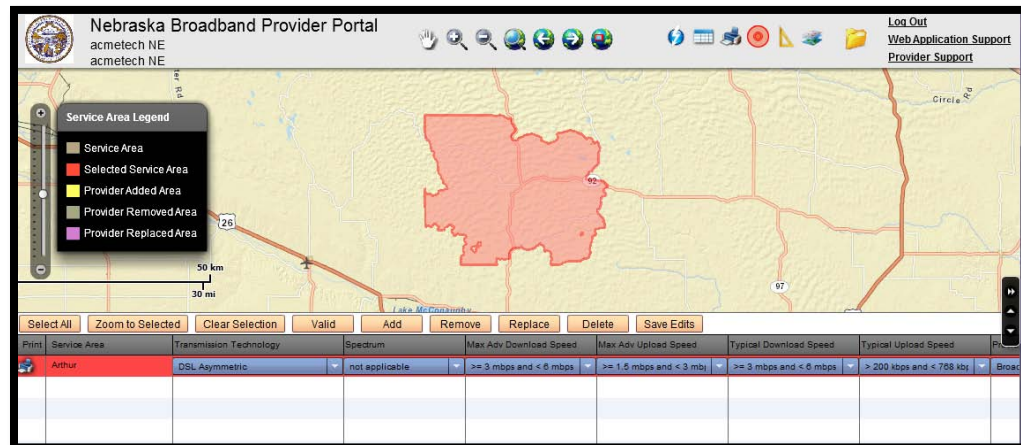 Nebraska Broadband Provider Portal
acmetech NE
acmetech NE
Log Out
Web Application Support
Provider Support
Rd
Circle
Service Area Legend
Service Area
Selected Service Area
Provider Added Area
Provider Removed Area
Provider Replaced Area
92
26
97
50 km
30 mi
Lake McConaughy
Select All Zoom to Selected Clear Selection Valid Add Remove Replace Delete Save Edits
Print Service Area Transmission Technology Spectrum Max Adv Download Speed Max Adv Upload Speed Typical Download Speed Typical Upload Speed
Arthur DSL Asymmetric not applicable >= 3 mbps and < 6 mbps >= 1.5 mbps and < 3 mb >= 3 mbps and < 6 mbps > 200 kbps and < 768 kb Broad